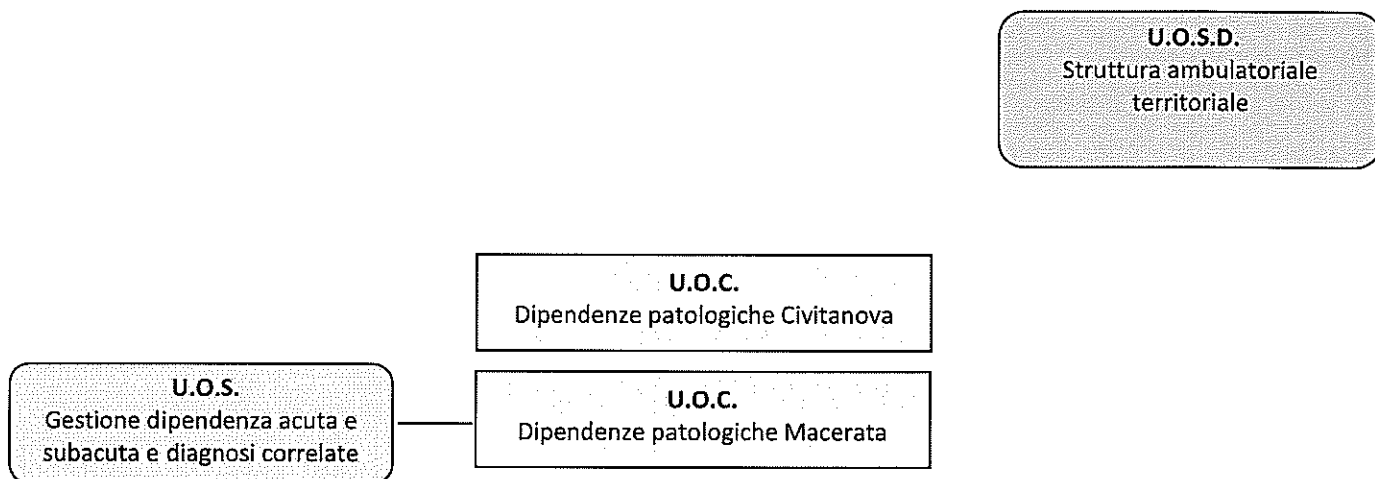 U.O.S.D.
Struttura ambulatoriale
territoriale
U.O.C.
Dipendenze patologiche Civitanova
U.O.S.
Gestione dipendenza acuta e
subacuta e diagnosi correlate
U.O.C.
Dipendenze patologiche Macerata